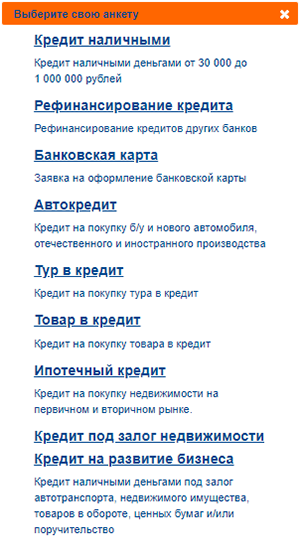 Выберите свою анкету
Кредит наличными
Кредит наличными деньгами от 30 000 до
1 000 000 рублей
Рефинансирование кредита
Рефинансирование кредитов других банков
Банковская карта
Заявка на оформление банковской карты
Автокредит
Кредит на покупку б/у и нового автомобиля,
отечественного и иностранного производства
Тур в кредит
Кредит на покупку тура в кредит
Товар в кредит
Кредит на покупку товара в кредит
Ипотечный кредит
Кредит на покупку недвижимости на
первичном и вторичном рынке.
Кредит под залог недвижимости
Кредит на развитие бизнеса
Кредит наличными деньгами под залог
автотранспорта, недвижимого имущества,
товаров в обороте, ценных бумаг и/или
поручительство